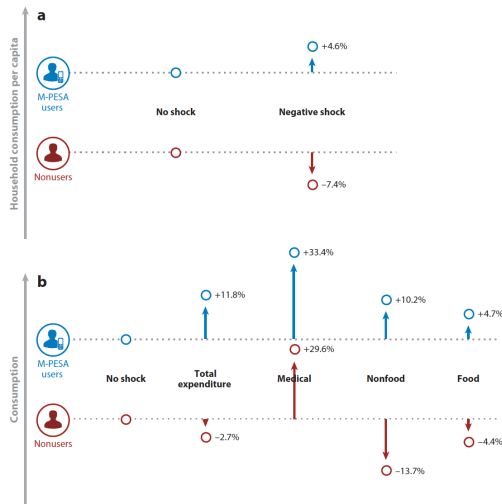 Household consumption per capita
a
+4.6%
M-PESA
users
No shock
Negative shock
Nonusers
–7.4%
Consumption
b
+33.4%
+11.8%
+10.2%
+4.7%
M-PESA
users
+29.6%
No shock
Total
expenditure
Medical
Nonfood
Food
Nonusers
–2.7%
–4.4%
–13.7%